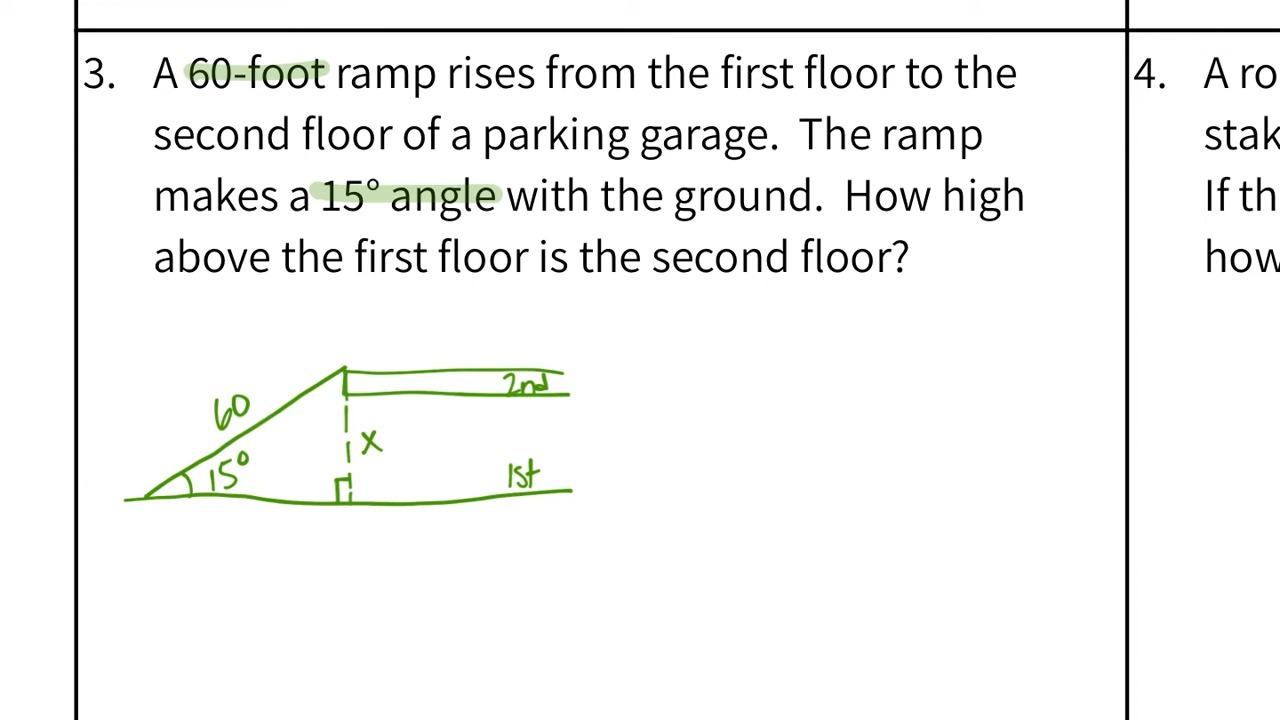 3. A 60-foot ramp rises from the first floor to the
second floor of a parking garage. The ramp
makes a 15° angle with the ground. How high
above the first floor is the second floor?
2nd
60
x
15°
1st
4. A ro
stak
If th
how